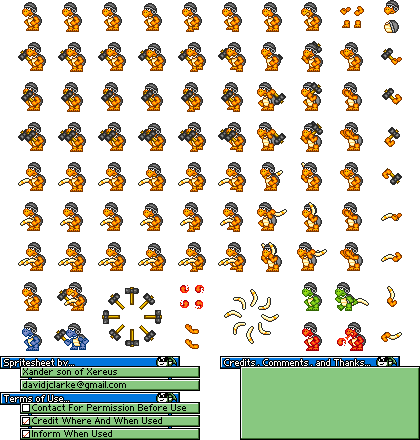 Spritesheet by...
Xander son of Xereus
davidjclarke@gmail.com
Terms of Use...
Contact For Permission Before Use
Credit Where And When Used
Inform When Used
Credits, Comments, and Thanks...